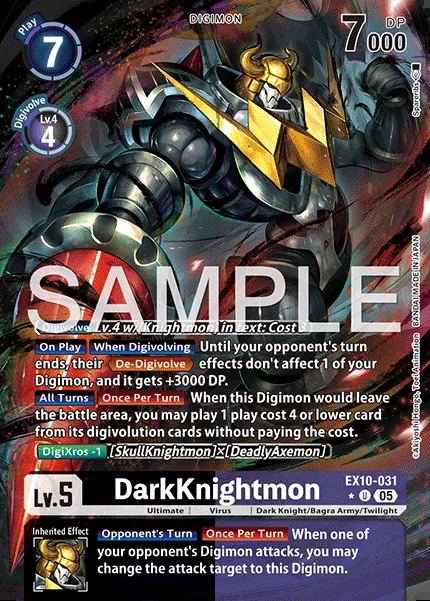 DIGIMON
Play
7
7000
DP
Digivolve
Lv.4
4
Sparenbs ©
SAMPLE
Digivolve Lv.4 w/[Knightmon] in text: Cost 3
On Play When Digivolving Until your opponent's turn
ends, their De-Digivolve effects don't affect 1 of your
Digimon, and it gets +3000 DP.
All Turns Once Per Turn When this Digimon would leave
the battle area, you may play 1 play cost 4 or lower card
from its digivolution cards without paying the cost.
DigiXros -1 [SkullKnightmon]×[DeadlyAxemon]
©Akiyoshi Hongo, Toei Animation BANDAI MADE IN JAPAN
Lv.5 DarkKnightmon EX10-031
★ U 05
Ultimate Virus Dark Knight/Bagra Army/Twilight
Inherited Effect
Opponent's Turn Once Per Turn When one of
your opponent's Digimon attacks, you may
change the attack target to this Digimon.